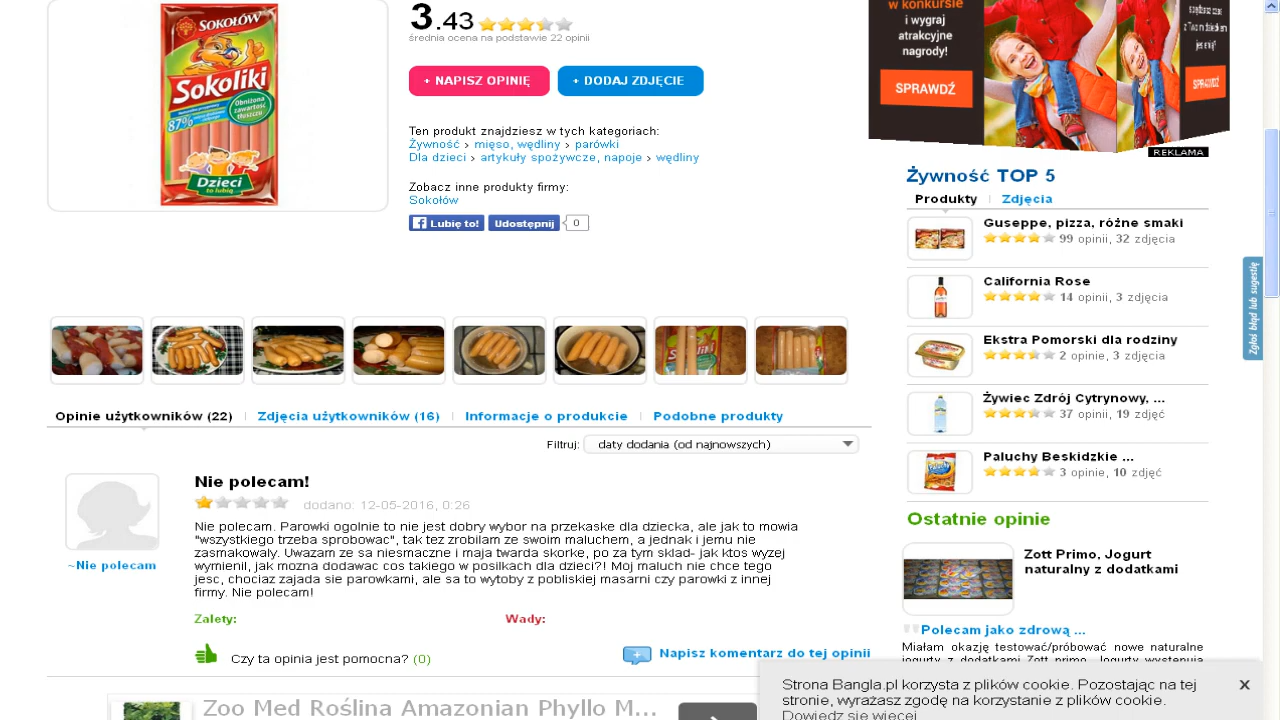 SOKOŁÓW
Sokoliki
Obniżona
zawartość
tłuszczu
87%
Dzieci
to lubią...
3.43
średnia ocena na podstawie 22 opinii
+ NAPISZ OPINIĘ
+ DODAJ ZDJĘCIE
Ten produkt znajdziesz w tych kategoriach:
Żywność > mięso, wędliny > parówki
Dla dzieci > artykuły spożywcze, napoje > wędliny
Zobacz inne produkty firmy:
Sokołów
Lubię to! Udostępnij 0
w konkursie
i wygraj
atrakcyjne
nagrody!
SPRAWDŹ
SPRAWDŹ
REKLAMA
Żywność TOP 5
Produkty Zdjęcia
Guseppe, pizza, różne smaki
99 opinii, 32 zdjęcia
California Rose
14 opinii, 3 zdjęcia
Ekstra Pomorski dla rodziny
2 opinie, 3 zdjęcia
Żywiec Zdrój Cytrynowy, ...
37 opinii, 19 zdjęć
Paluchy Beskidzkie ...
3 opinie, 10 zdjęć
Zgłoś błąd lub sugestię
Opinie użytkowników (22) Zdjęcia użytkowników (16) Informacje o produkcie Podobne produkty
Filtruj: daty dodania (od najnowszych)
~Nie polecam
Nie polecam!
dodano: 12-05-2016, 0:26
Nie polecam. Parowki ogolnie to nie jest dobry wybor na przekaske dla dziecka, ale jak to mowia
"wszystkiego trzeba sprobowac", tak tez zrobilam ze swoim maluchem, a jednak i jemu nie
zasmakowaly. Uwazam ze sa niesmaczne i maja twarda skorke, po za tym sklad- jak ktos wyzej
wymienil, jak mozna dodawac cos takiego w posilkach dla dzieci?! Moj maluch nie chce tego
jesc, chociaz zajada sie parowkami, ale sa to wytoby z pobliskiej masarni czy parowki z innej
firmy. Nie polecam!
Zalety: Wady:
Czy ta opinia jest pomocna? (0)
Napisz komentarz do tej opinii
Ostatnie opinie
Zott Primo, Jogurt
naturalny z dodatkami
Polecam jako zdrową ...
Miałam okazję testować/próbować nowe naturalne
jogurty z dodatkami Zott primo. Jogurty występują
Zoo Med Roślina Amazonian Phyllo M...
Strona Bangla.pl korzysta z plików cookie. Pozostając na tej
stronie, wyrażasz zgodę na korzystanie z plików cookie.
Dowiedz się więcej